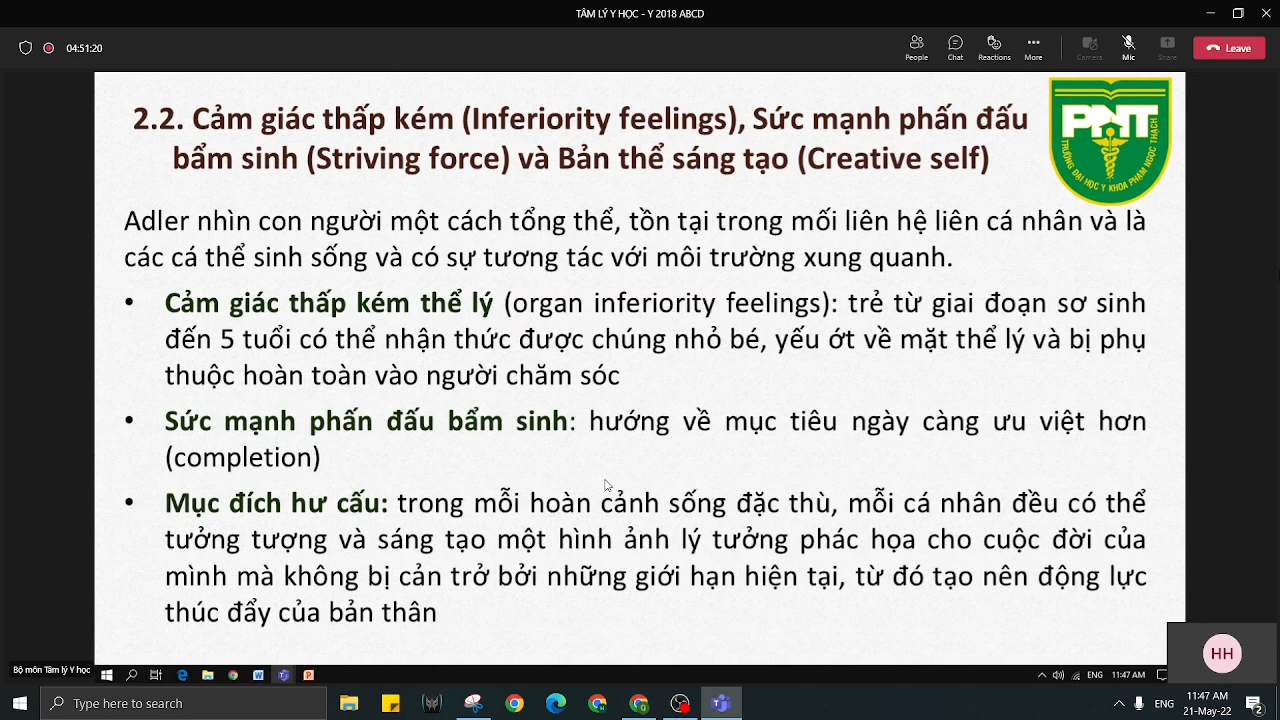 TÂM LÝ Y HỌC - Y 2018 ABCD
04:51:20
People
Chat
Reactions
More
Camera
Mic
Share
Leave
2.2. Cảm giác thấp kém (Inferiority feelings), Sức mạnh phấn đấu
bẩm sinh (Striving force) và Bản thể sáng tạo (Creative self)
PNT
TRƯỜNG ĐẠI HỌC Y KHOA PHẠM NGỌC THẠCH
Adler nhìn con người một cách tổng thể, tồn tại trong mối liên hệ liên cá nhân và là
các cá thể sinh sống và có sự tương tác với môi trường xung quanh.
• Cảm giác thấp kém thể lý (organ inferiority feelings): trẻ từ giai đoạn sơ sinh
đến 5 tuổi có thể nhận thức được chúng nhỏ bé, yếu ớt về mặt thể lý và bị phụ
thuộc hoàn toàn vào người chăm sóc
• Sức mạnh phấn đấu bẩm sinh: hướng về mục tiêu ngày càng ưu việt hơn
(completion)
• Mục đích hư cấu: trong mỗi hoàn cảnh sống đặc thù, mỗi cá nhân đều có thể
tưởng tượng và sáng tạo một hình ảnh lý tưởng phác họa cho cuộc đời của
mình mà không bị cản trở bởi những giới hạn hiện tại, từ đó tạo nên động lực
thúc đẩy của bản thân
HH
Bộ môn Tâm lý Y học
ENG
11:47 AM
Type here to search
ENG
11:47 AM
21-May-22
2